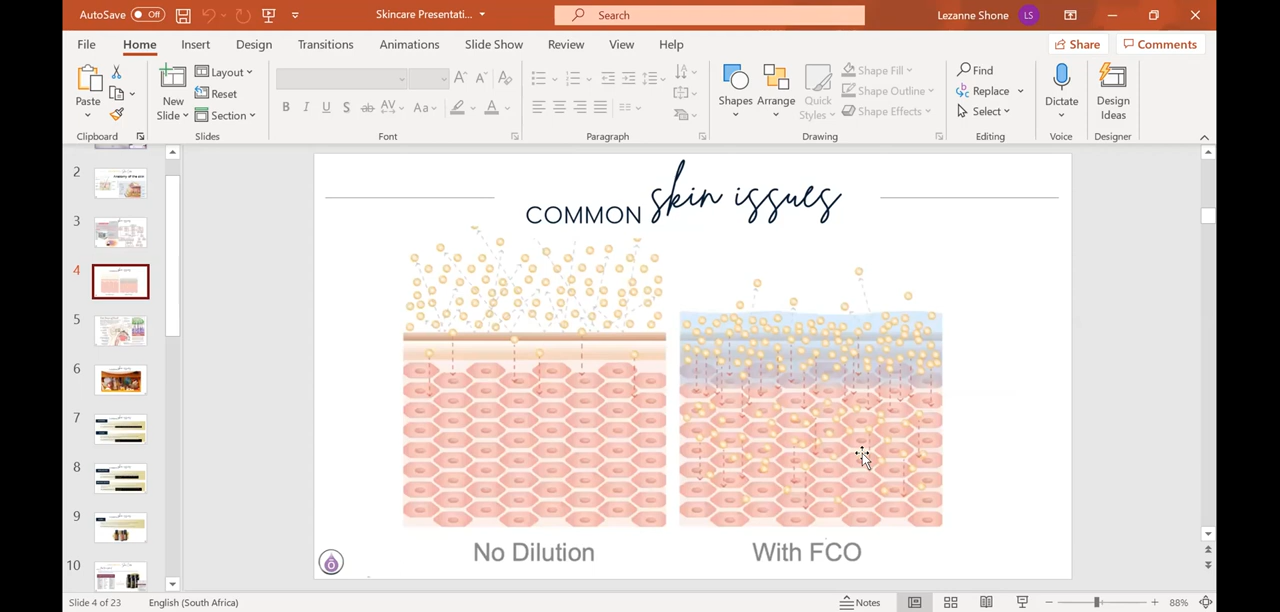 AutoSave Off Skincare Presentati... Search Lezanne Shone LS
File Home Insert Design Transitions Animations Slide Show Review View Help Share Comments
Paste New Slide Layout Reset Section
B I U S ab AV Aa A A A A
Shapes Arrange Quick Styles Shape Fill Shape Outline Shape Effects
Find Replace Select Dictate Design Ideas
Clipboard Slides Font Paragraph Drawing Editing Voice Designer
2
3
4
5
6
7
8
9
10
COMMON skin issues
No Dilution With FCO
Slide 4 of 23 English (South Africa) Notes 88%